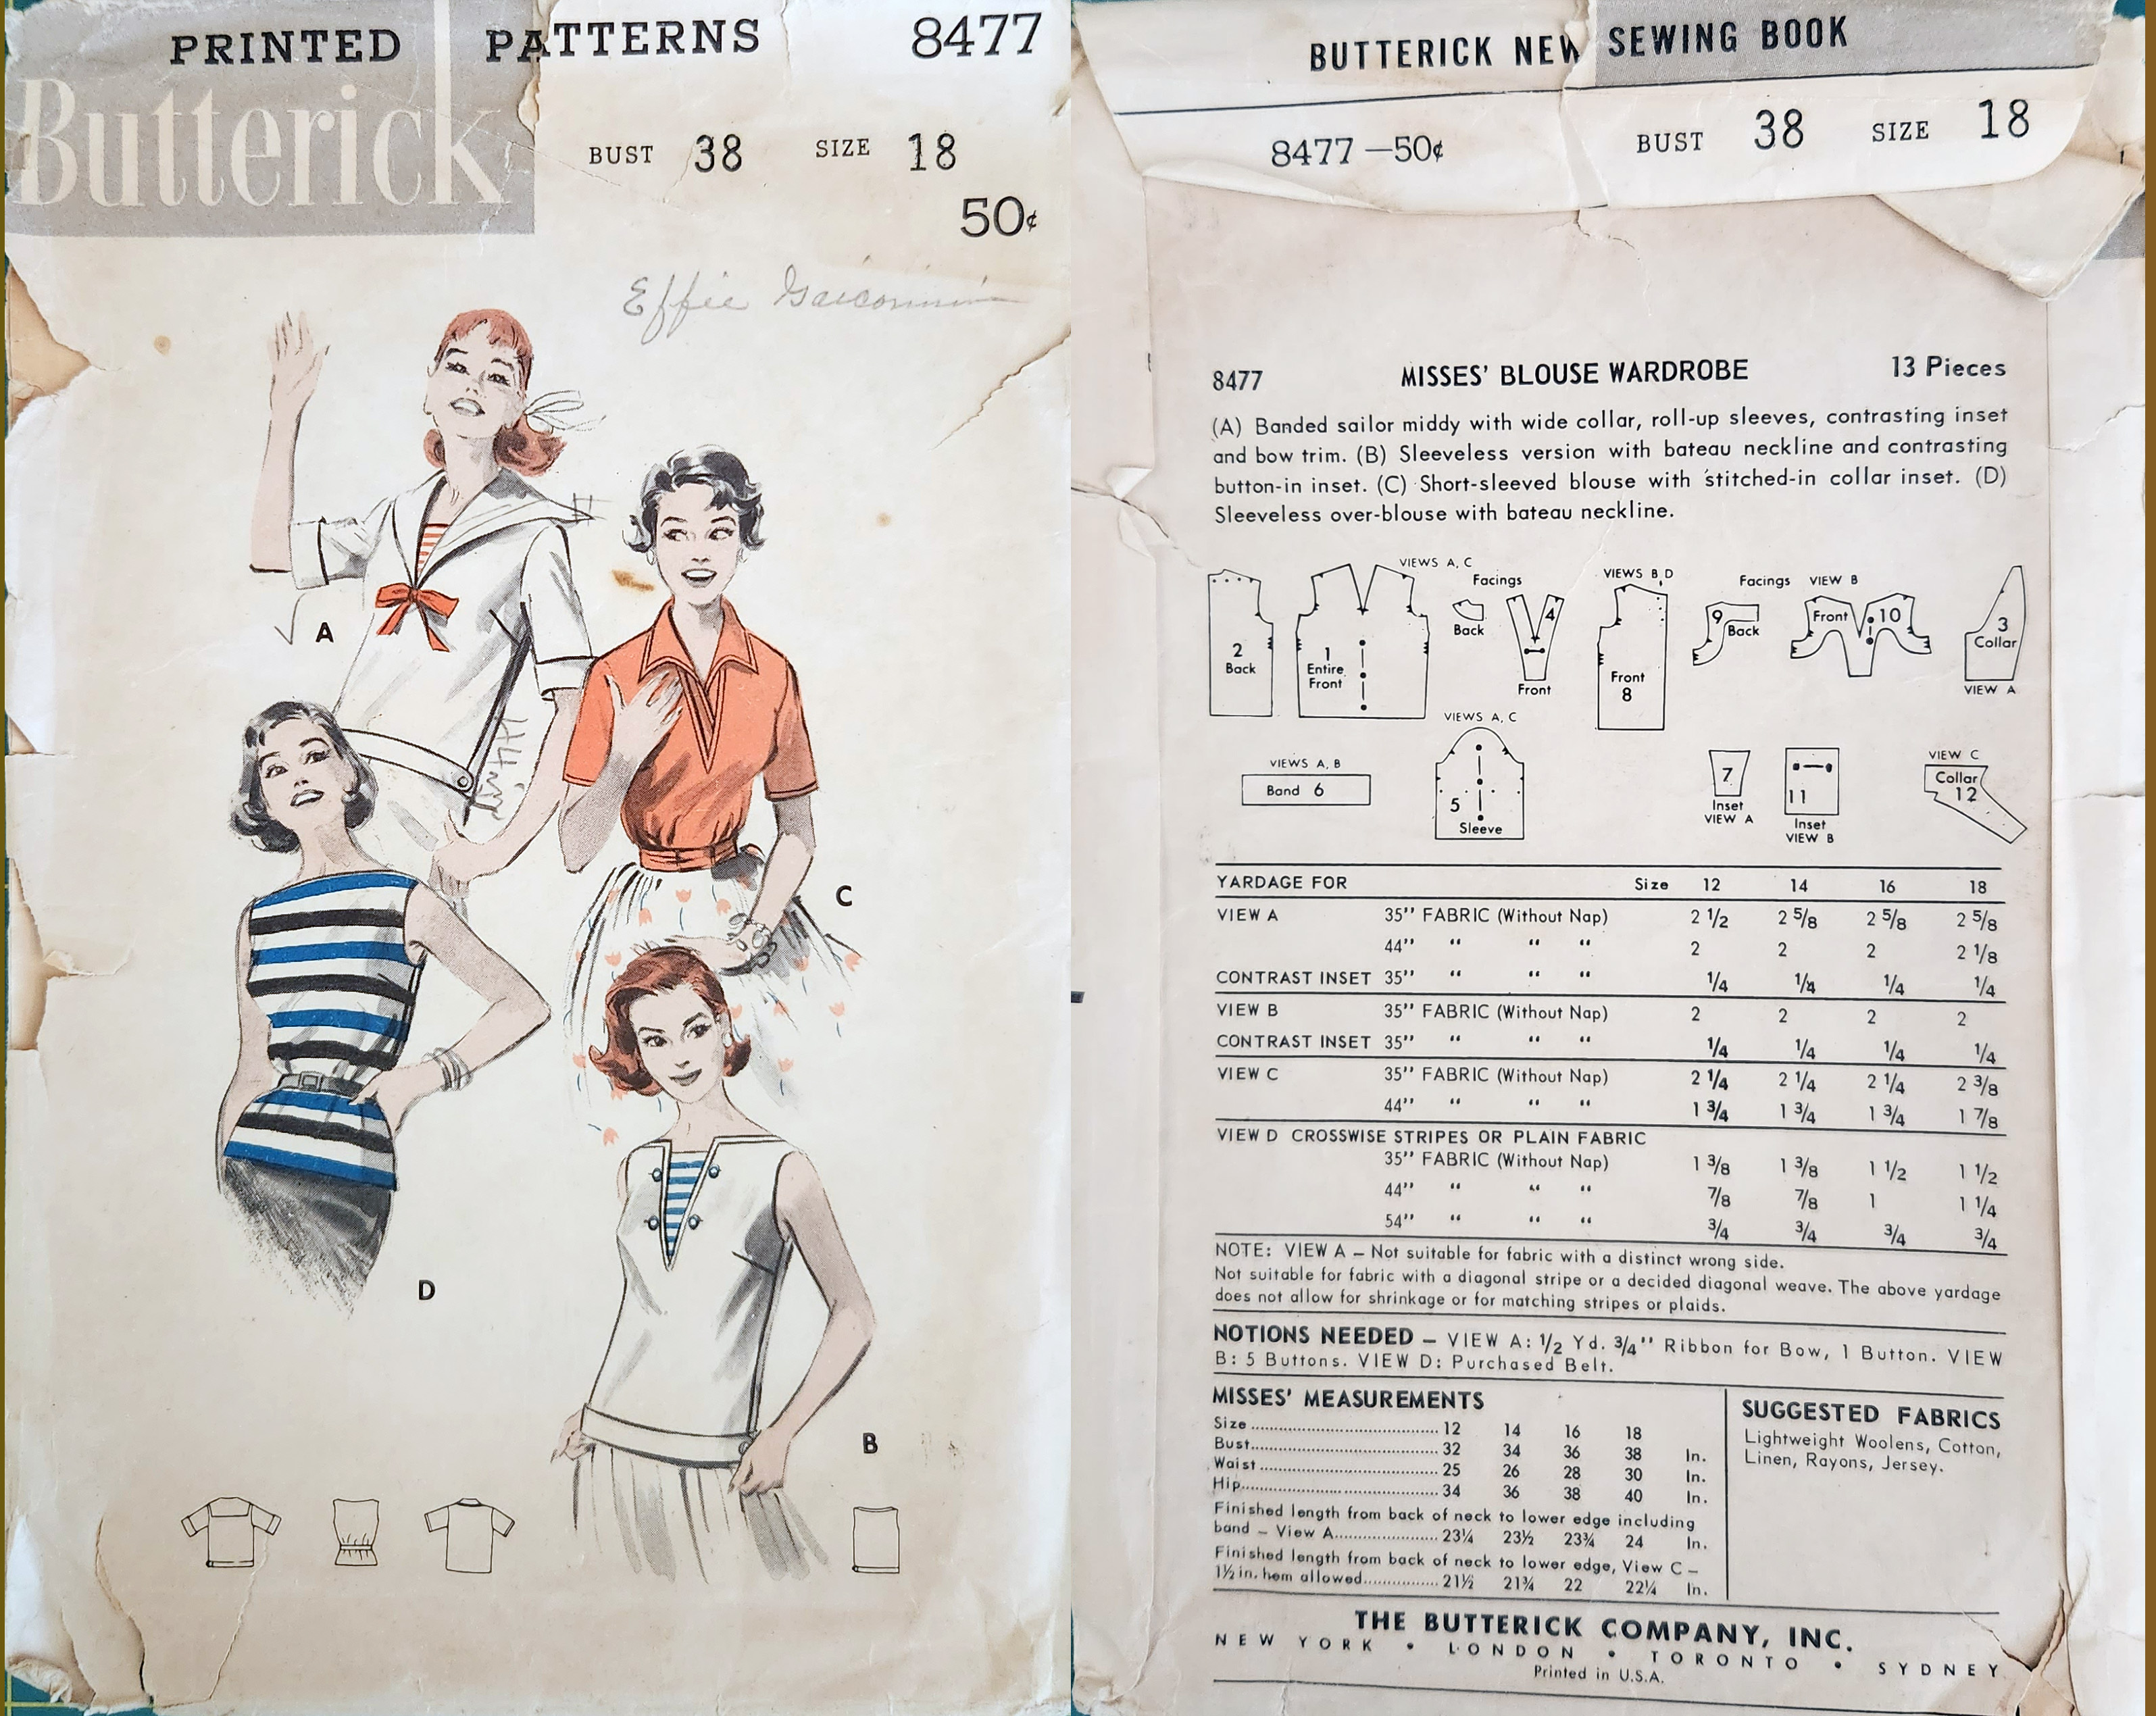 PRINTED PATTERNS 8477
Butterick
BUST 38 SIZE 18
50¢
Effie
A
C
D
B
BUTTERICK NEW SEWING BOOK
8477 — 50¢ BUST 38 SIZE 18
8477 MISSES' BLOUSE WARDROBE 13 Pieces
(A) Banded sailor middy with wide collar, roll-up sleeves, contrasting inset
and bow trim. (B) Sleeveless version with bateau neckline and contrasting
button-in inset. (C) Short-sleeved blouse with stitched-in collar inset. (D)
Sleeveless over-blouse with bateau neckline.
VIEWS A, C
Facings
VIEWS B, D
Facings VIEW B
2
Back
1
Entire
Front
Back
4
Front
Front
8
9
Back
Front 10
3
Collar
VIEW A
VIEWS A, B
Band 6
VIEWS A, C
5
Sleeve
7
Inset
VIEW A
11
Inset
VIEW B
VIEW C
Collar
12
YARDAGE FOR Size 12 14 16 18
VIEW A 35" FABRIC (Without Nap) 2 1/2 2 5/8 2 5/8 2 5/8
44" " " " 2 2 2 2 1/8
CONTRAST INSET 35" " " " 1/4 1/4 1/4 1/4
VIEW B 35" FABRIC (Without Nap) 2 2 2 2
CONTRAST INSET 35" " " " 1/4 1/4 1/4 1/4
VIEW C 35" FABRIC (Without Nap) 2 1/4 2 1/4 2 1/4 2 3/8
44" " " " 1 3/4 1 3/4 1 3/4 1 7/8
VIEW D CROSSWISE STRIPES OR PLAIN FABRIC
35" FABRIC (Without Nap) 1 3/8 1 3/8 1 1/2 1 1/2
44" " " " 7/8 7/8 1 1 1/4
54" " " " 3/4 3/4 3/4 3/4
NOTE: VIEW A – Not suitable for fabric with a distinct wrong side.
Not suitable for fabric with a diagonal stripe or a decided diagonal weave. The above yardage
does not allow for shrinkage or for matching stripes or plaids.
NOTIONS NEEDED – VIEW A: 1/2 Yd. 3/4" Ribbon for Bow, 1 Button. VIEW
B: 5 Buttons. VIEW D: Purchased Belt.
MISSES' MEASUREMENTS
Size 12 14 16 18
Bust 32 34 36 38 In.
Waist 25 26 28 30 In.
Hip 34 36 38 40 In.
Finished length from back of neck to lower edge including
band – View A 23¼ 23½ 23¾ 24 In.
Finished length from back of neck to lower edge, View C –
1½ in. hem allowed 21½ 21¾ 22 22¼ In.
SUGGESTED FABRICS
Lightweight Woolens, Cotton,
Linen, Rayons, Jersey.
THE BUTTERICK COMPANY, INC.
NEW YORK • LONDON • TORONTO • SYDNEY
Printed in U.S.A.